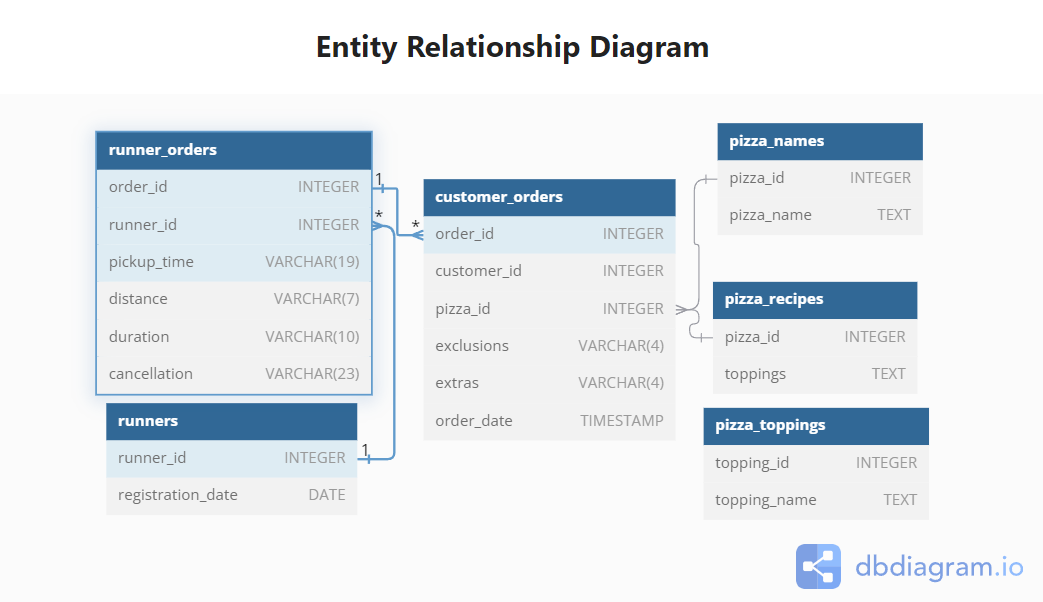 Entity Relationship Diagram
runner_orders
order_id INTEGER
runner_id INTEGER
pickup_time VARCHAR(19)
distance VARCHAR(7)
duration VARCHAR(10)
cancellation VARCHAR(23)
runners
runner_id INTEGER
registration_date DATE
1
*
*
1
customer_orders
order_id INTEGER
customer_id INTEGER
pizza_id INTEGER
exclusions VARCHAR(4)
extras VARCHAR(4)
order_date TIMESTAMP
pizza_names
pizza_id INTEGER
pizza_name TEXT
pizza_recipes
pizza_id INTEGER
toppings TEXT
pizza_toppings
topping_id INTEGER
topping_name TEXT
dbdiagram.io